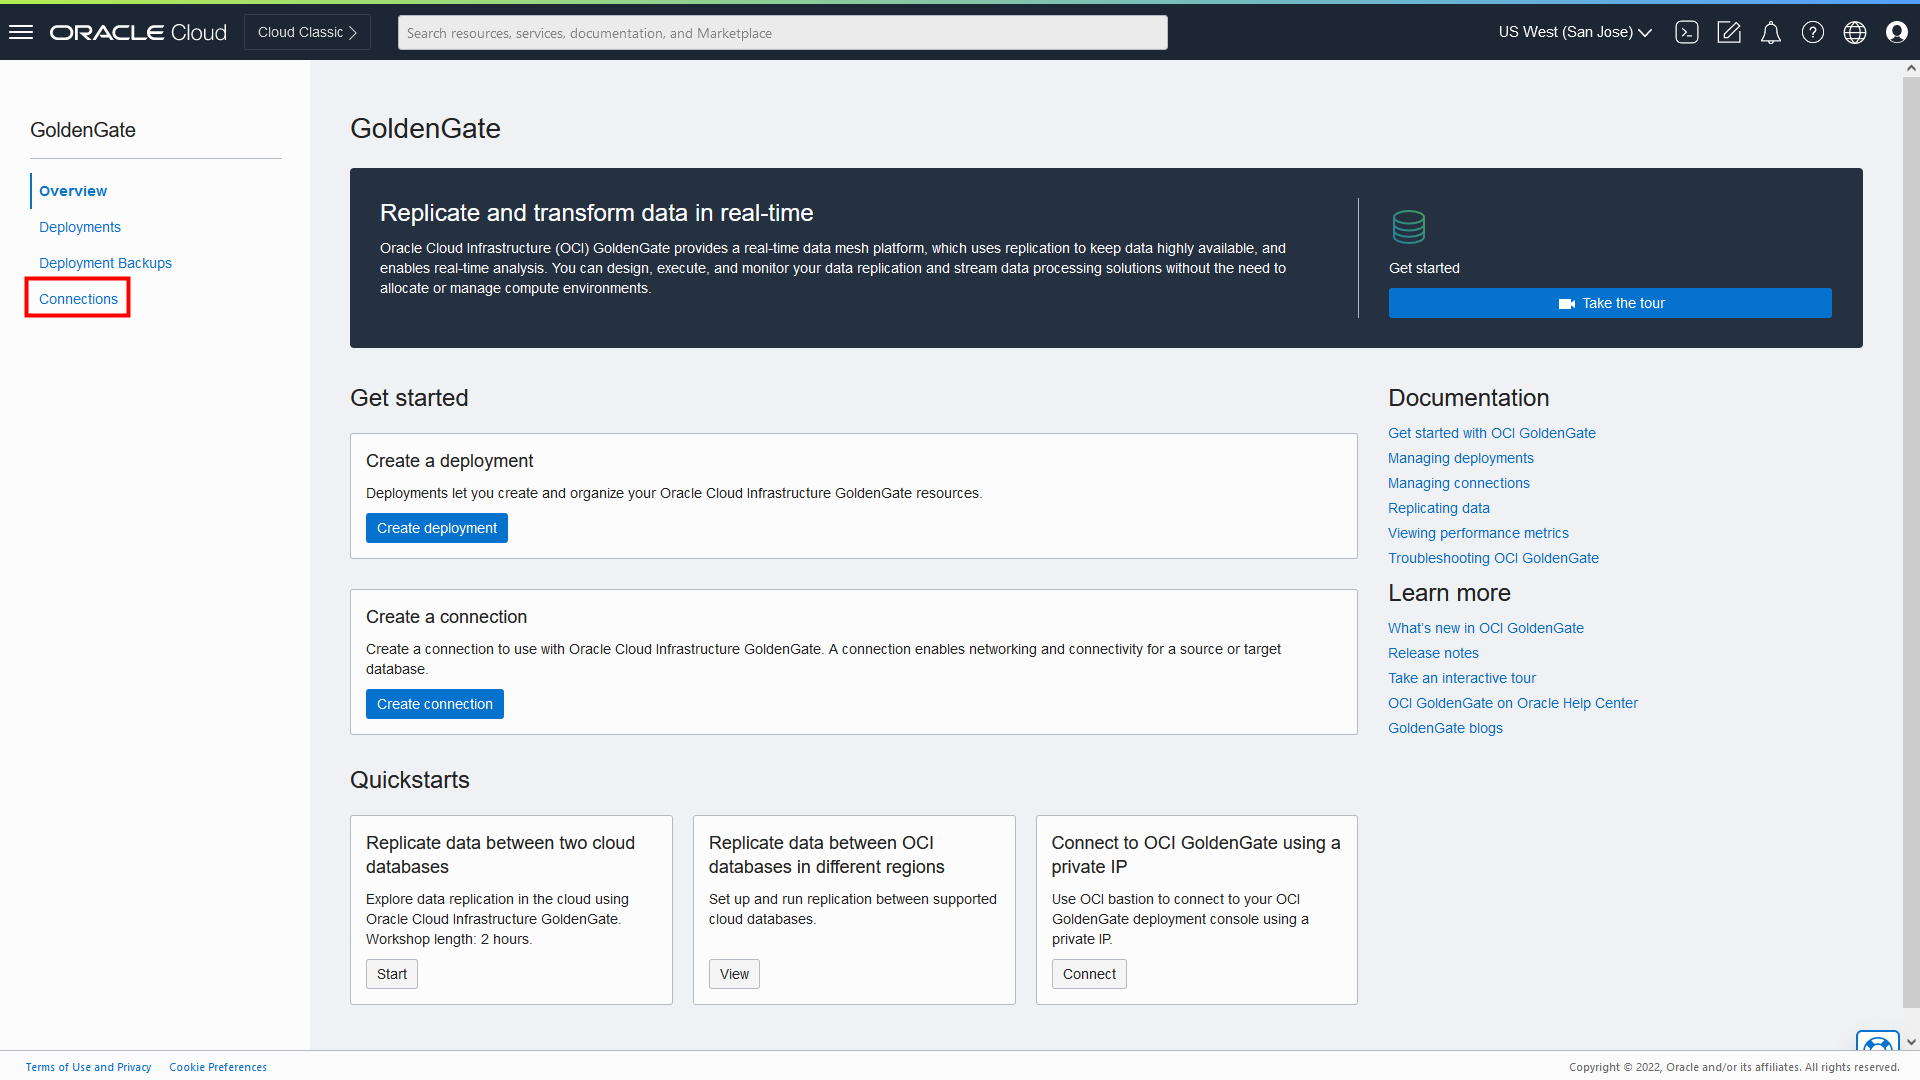 ORACLE Cloud
Cloud Classic
Search resources, services, documentation, and Marketplace
US West (San Jose)
GoldenGate
Overview
Deployments
Deployment Backups
Connections
GoldenGate
Replicate and transform data in real-time
Oracle Cloud Infrastructure (OCI) GoldenGate provides a real-time data mesh platform, which uses replication to keep data highly available, and
enables real-time analysis. You can design, execute, and monitor your data replication and stream data processing solutions without the need to
allocate or manage compute environments.
Get started
Take the tour
Get started
Create a deployment
Deployments let you create and organize your Oracle Cloud Infrastructure GoldenGate resources.
Create deployment
Create a connection
Create a connection to use with Oracle Cloud Infrastructure GoldenGate. A connection enables networking and connectivity for a source or target
database.
Create connection
Documentation
Get started with OCI GoldenGate
Managing deployments
Managing connections
Replicating data
Viewing performance metrics
Troubleshooting OCI GoldenGate
Learn more
What's new in OCI GoldenGate
Release notes
Take an interactive tour
OCI GoldenGate on Oracle Help Center
GoldenGate blogs
Quickstarts
Replicate data between two cloud
databases
Explore data replication in the cloud using
Oracle Cloud Infrastructure GoldenGate.
Workshop length: 2 hours.
Start
Replicate data between OCI
databases in different regions
Set up and run replication between supported
cloud databases.
View
Connect to OCI GoldenGate using a
private IP
Use OCI bastion to connect to your OCI
GoldenGate deployment console using a
private IP.
Connect
Terms of Use and Privacy
Cookie Preferences
Copyright © 2022, Oracle and/or its affiliates. All rights reserved.